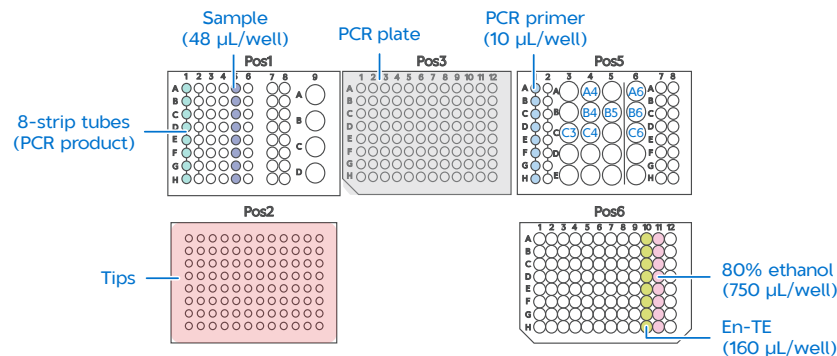 Sample
(48 µL/well)
PCR plate
PCR primer
(10 µL/well)
Pos1
Pos3
Pos5
1 2 3 4 5 6 7 8 9
A
B
C
D
E
F
G
H
A
B
C
D
1 2 3 4 5 6 7 8 9 10 11 12
A
B
C
D
E
F
G
H
1 2 3 4 5 6 7 8
A
B
C
D
E
F
G
H
A A4 A6
B B4 B5 B6
C C3 C4 C6
D
E
A
B
C
D
E
F
G
H
8-strip tubes
(PCR product)
Pos2
Pos6
Tips
1 2 3 4 5 6 7 8 9 10 11 12
A
B
C
D
E
F
G
H
80% ethanol
(750 µL/well)
En-TE
(160 µL/well)